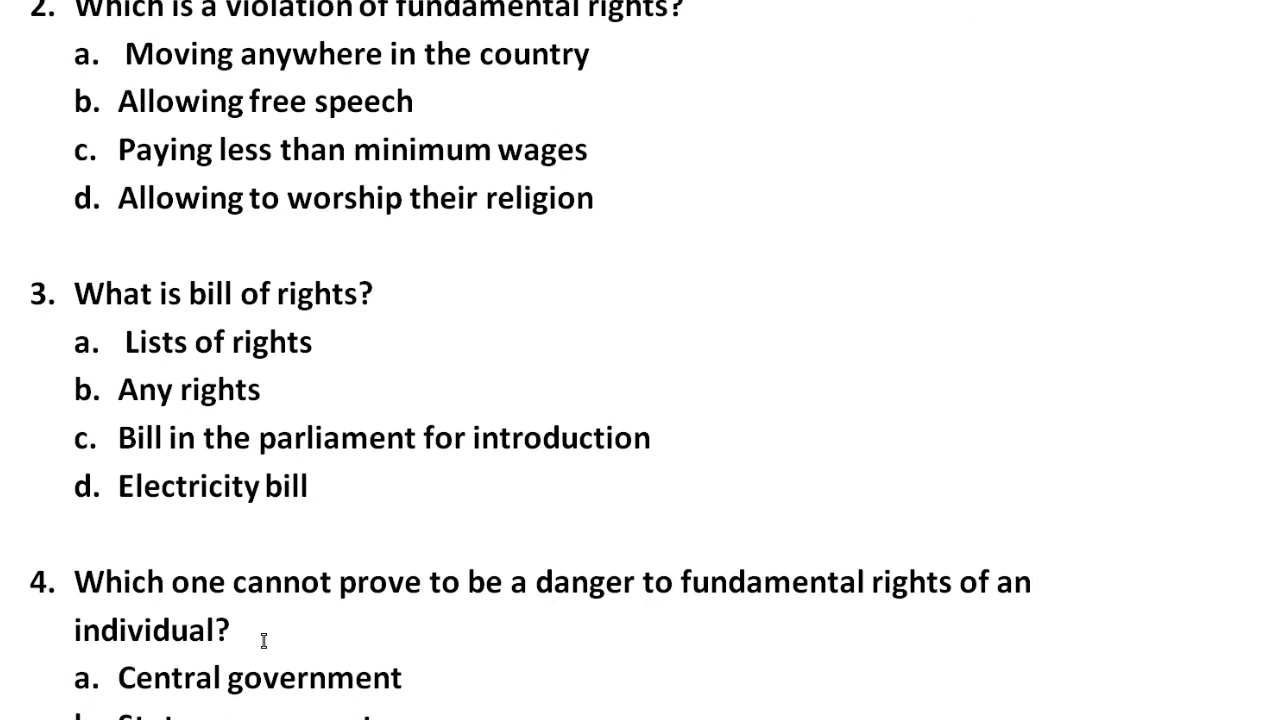 2. Which is a violation of fundamental rights?
a. Moving anywhere in the country
b. Allowing free speech
c. Paying less than minimum wages
d. Allowing to worship their religion
3. What is bill of rights?
a. Lists of rights
b. Any rights
c. Bill in the parliament for introduction
d. Electricity bill
4. Which one cannot prove to be a danger to fundamental rights of an
individual?
a. Central government